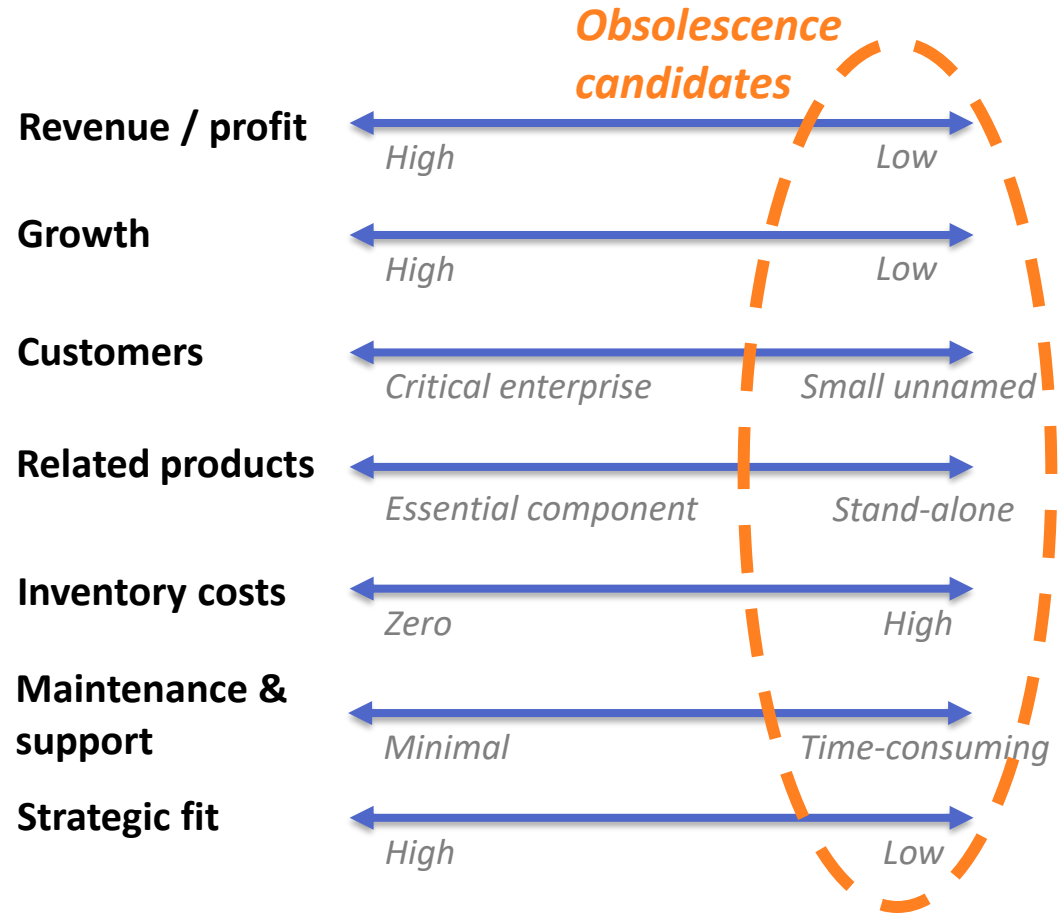 Obsolescence
candidates
Revenue / profit
High Low
Growth
High Low
Customers
Critical enterprise Small unnamed
Related products
Essential component Stand-alone
Inventory costs
Zero High
Maintenance &
support
Minimal Time-consuming
Strategic fit
High Low